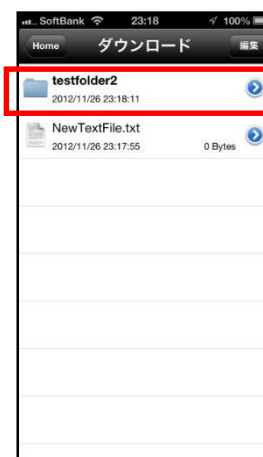 SoftBank 23:18 100%
Home ダウンロード 編集
testfolder2
2012/11/26 23:18:11
NewTextFile.txt
2012/11/26 23:17:55 0 Bytes